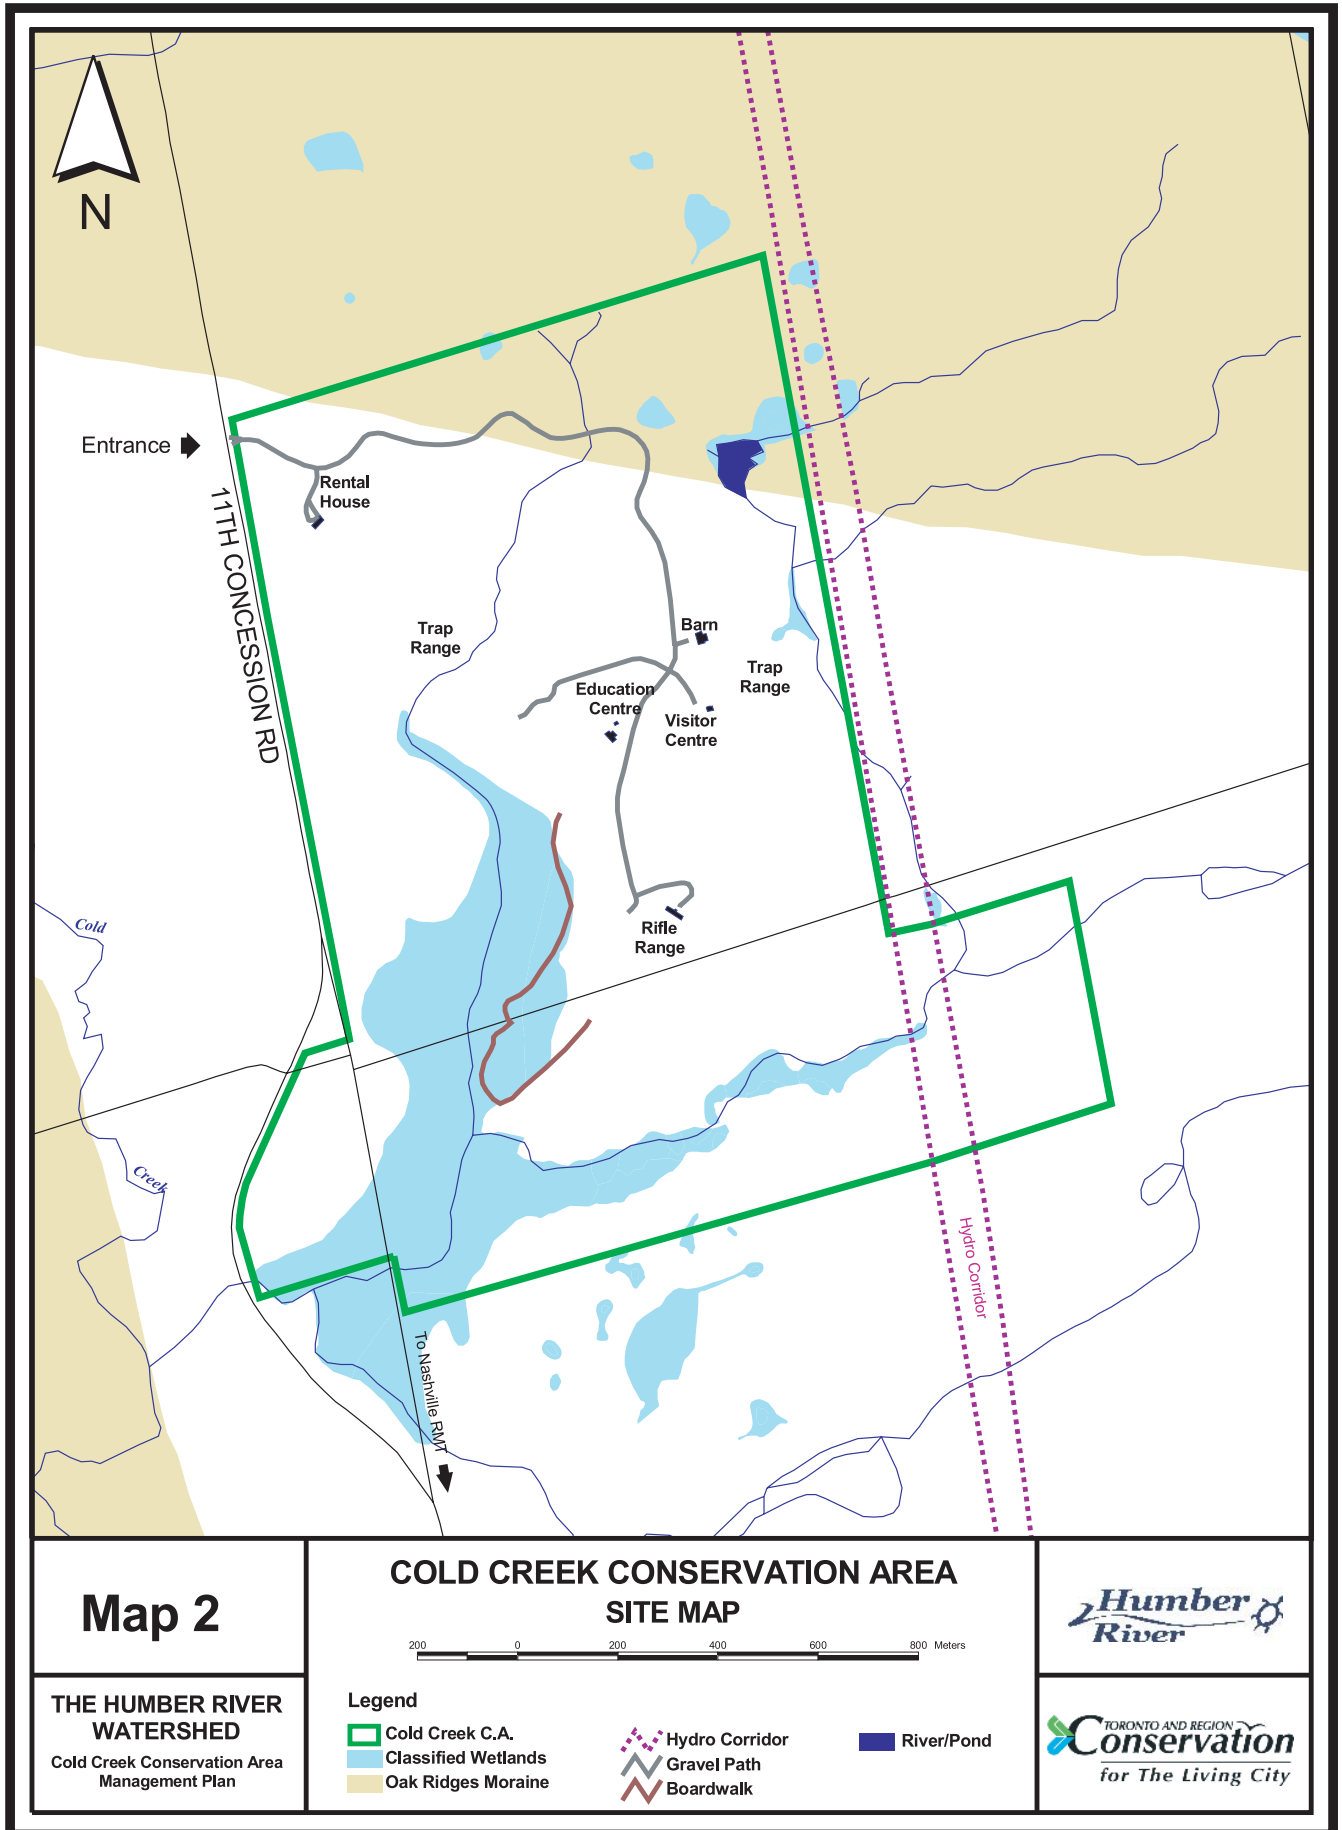 N
Entrance
Rental
House
11TH CONCESSION RD
Trap
Range
Barn
Trap
Range
Education
Centre
Visitor
Centre
Rifle
Range
Cold
Creek
Hydro Corridor
To Nashville RMT
Map 2
THE HUMBER RIVER
WATERSHED
Cold Creek Conservation Area
Management Plan
COLD CREEK CONSERVATION AREA
SITE MAP
200 0 200 400 600 800 Meters
Legend
Cold Creek C.A.
Classified Wetlands
Oak Ridges Moraine
Hydro Corridor
Gravel Path
Boardwalk
River/Pond
Humber
River
TORONTO AND REGION
Conservation
for The Living City